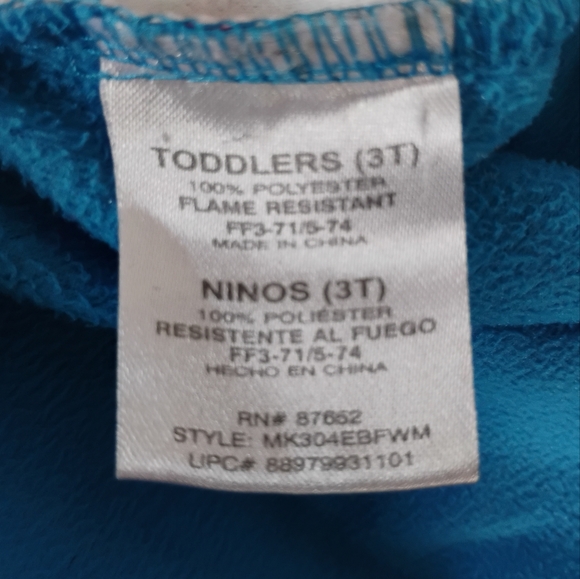 TODDLERS (3T)
100% POLYESTER
FLAME RESISTANT
FF3-71/5-74
MADE IN CHINA
NINOS (3T)
100% POLIÉSTER
RESISTENTE AL FUEGO
FF3-71/5-74
HECHO EN CHINA
RN# 87652
STYLE: MK304EBFWM
UPC# 88979931101